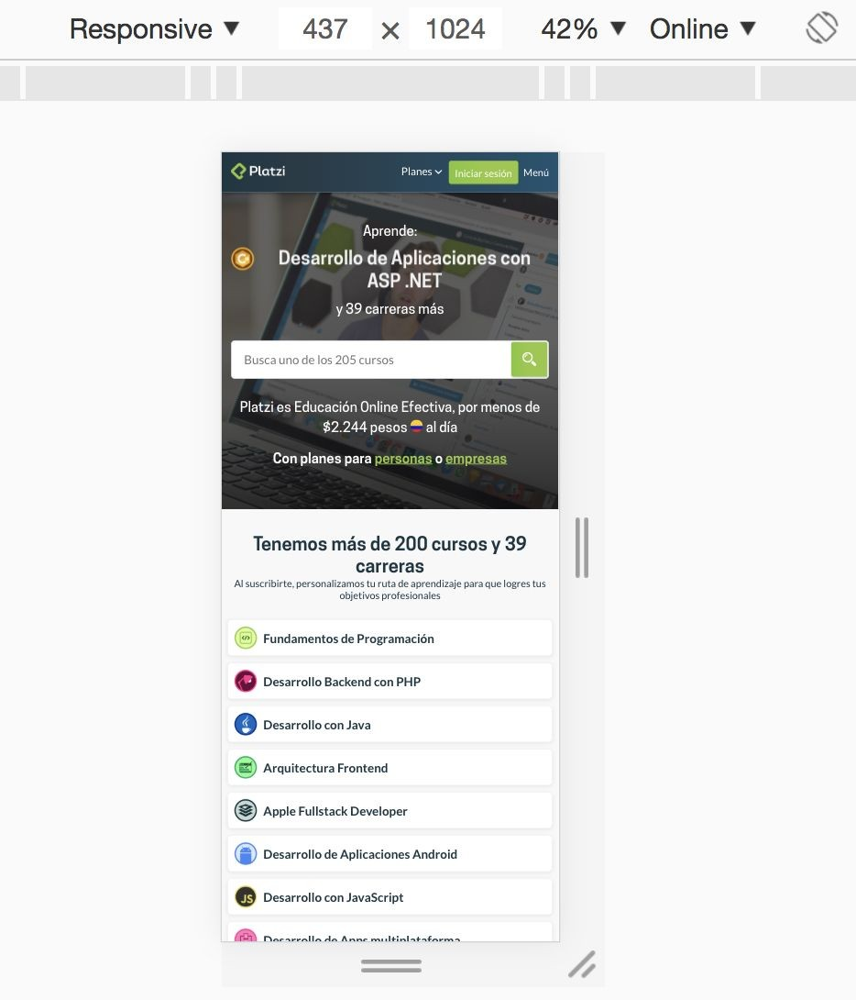 Responsive ▼ 437 × 1024 42% ▼ Online ▼
Platzi Planes Iniciar sesión Menú
Aprende:
Desarrollo de Aplicaciones con
ASP .NET
y 39 carreras más
Busca uno de los 205 cursos
Platzi es Educación Online Efectiva, por menos de
$2.244 pesos 🇨🇴 al día
Con planes para personas o empresas
Tenemos más de 200 cursos y 39
carreras
Al suscribirte, personalizamos tu ruta de aprendizaje para que logres tus
objetivos profesionales
Fundamentos de Programación
Desarrollo Backend con PHP
Desarrollo con Java
Arquitectura Frontend
Apple Fullstack Developer
Desarrollo de Aplicaciones Android
JS Desarrollo con JavaScript
Desarrollo de Apps multiplataforma